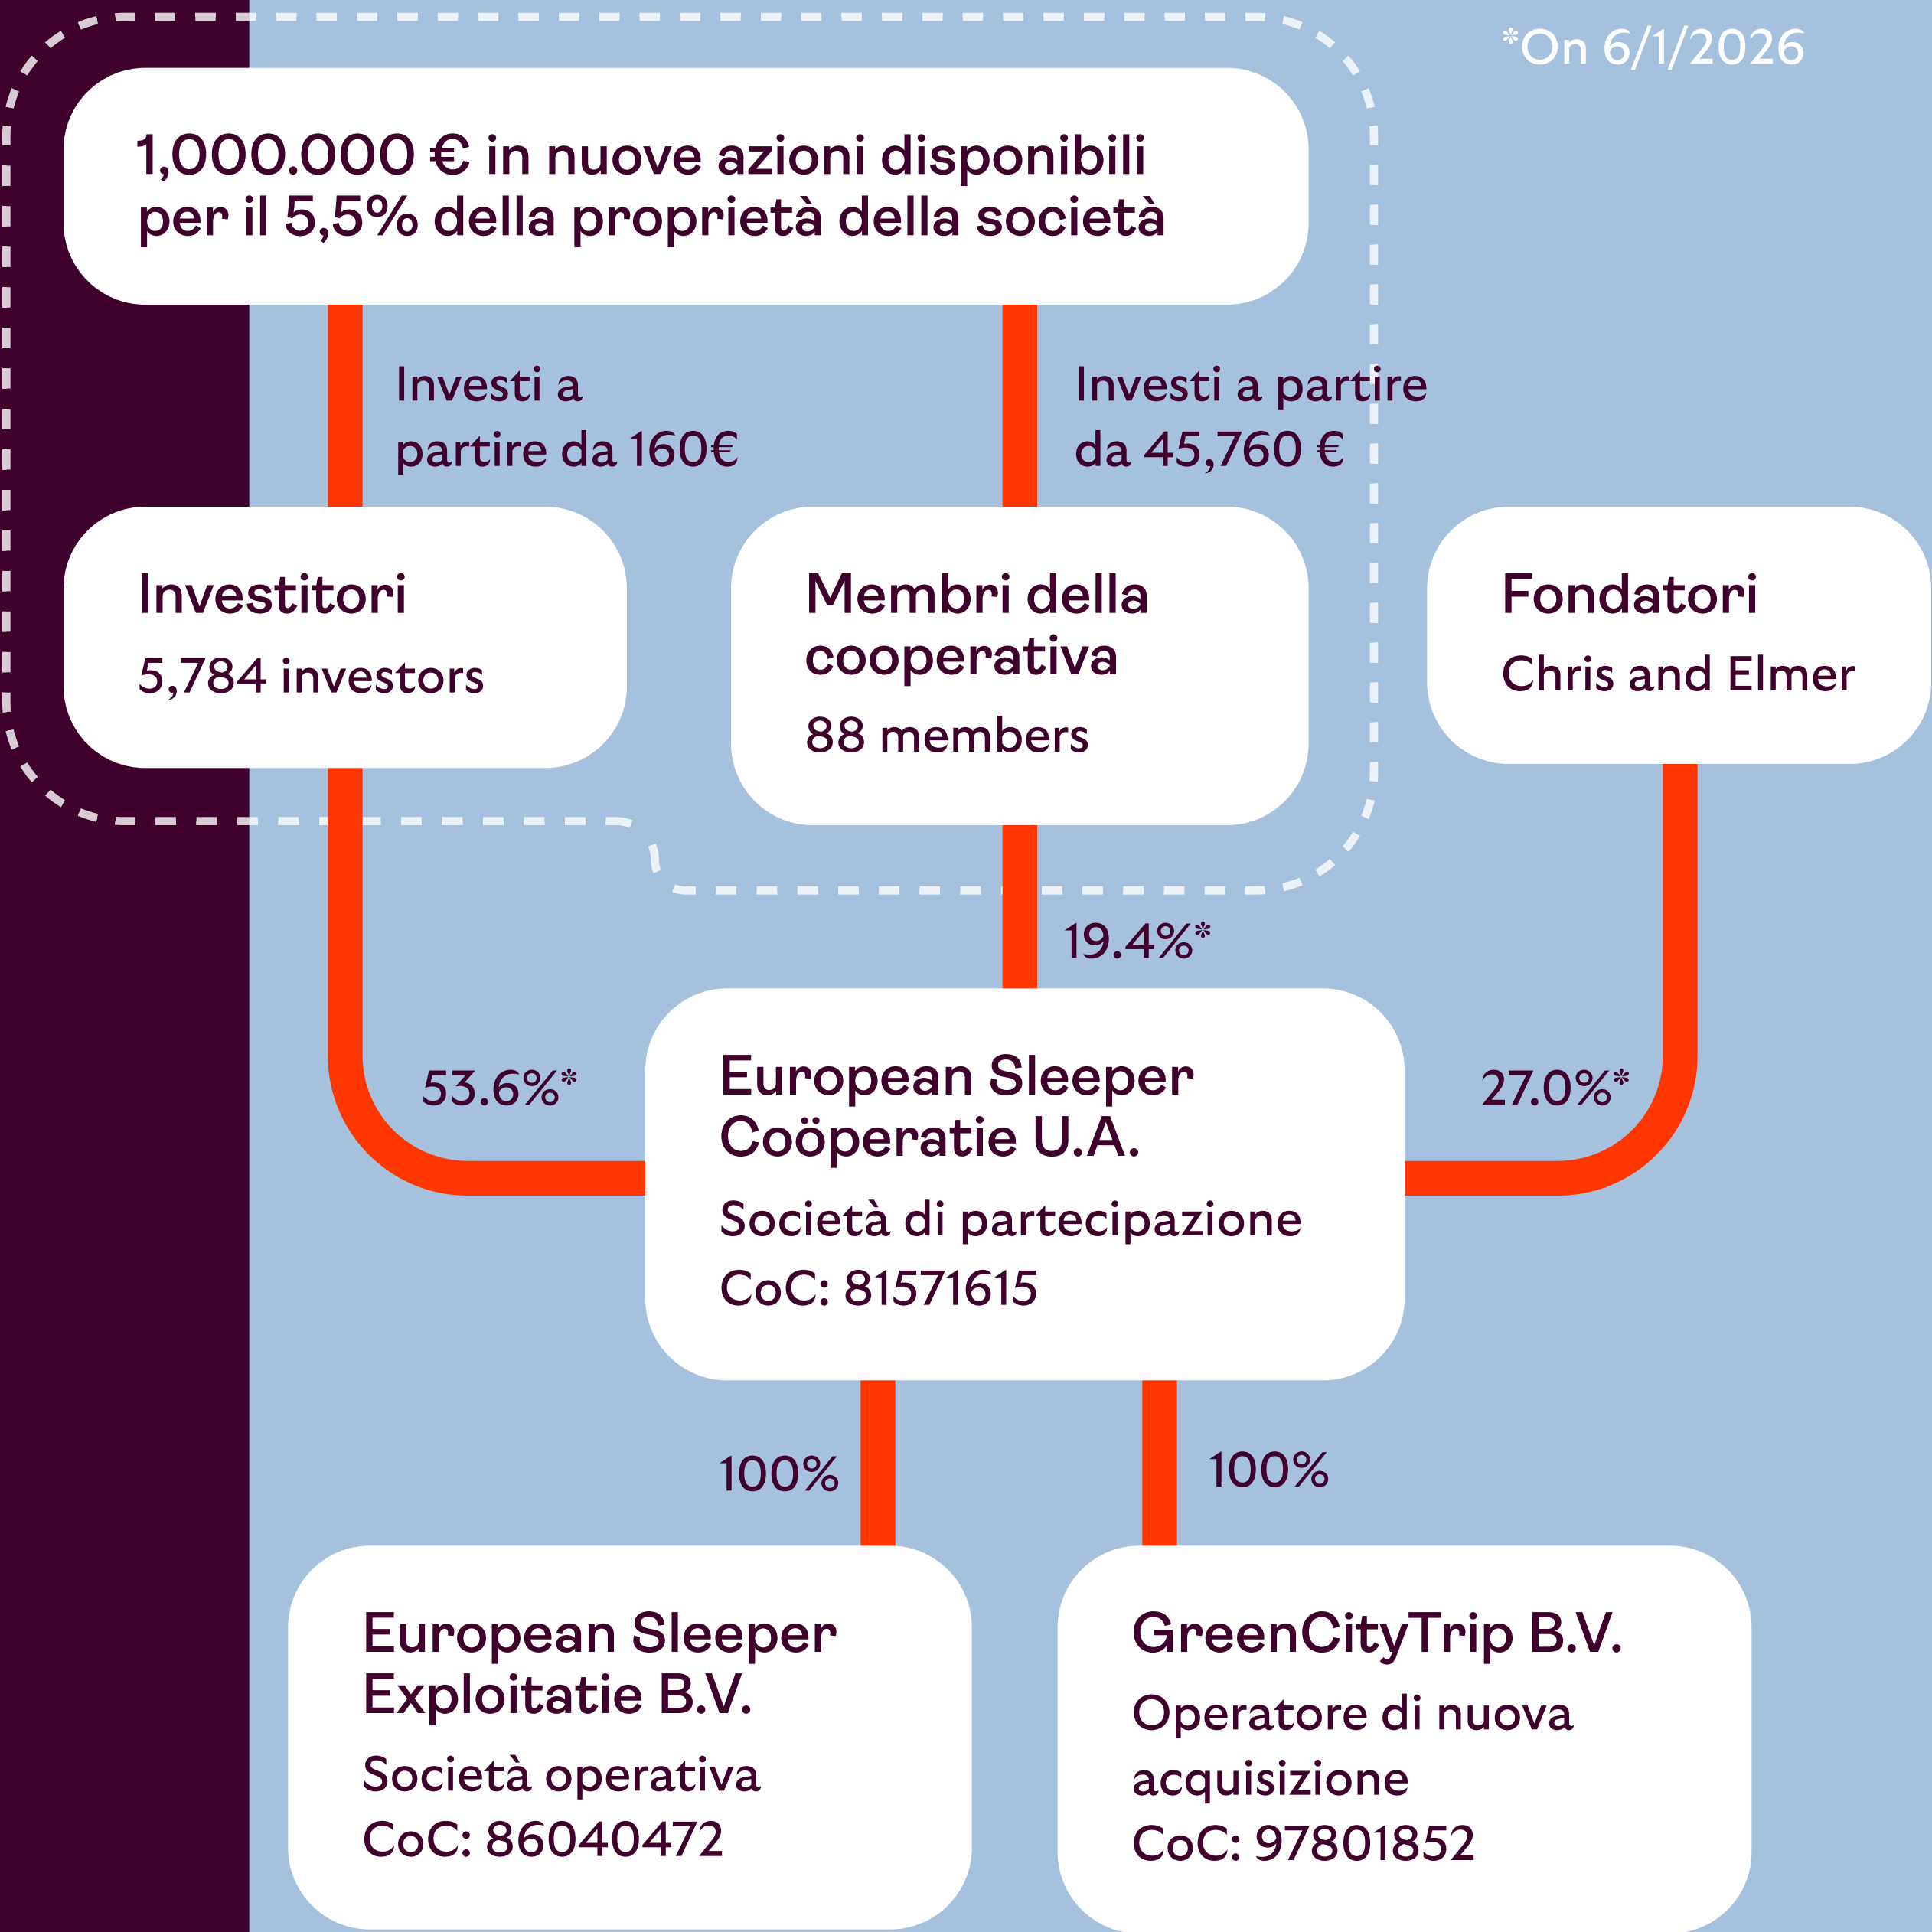 *On 6/1/2026
1.000.000 € in nuove azioni disponibili
per il 5,5% della proprietà della società
Investi a
partire da 160€
Investi a partire
da 45,760 €
Investitori
5,784 investors
Membri della
cooperativa
88 members
Fondatori
Chris and Elmer
19.4%*
53.6%*
27.0%*
European Sleeper
Coöperatie U.A.
Società di partecipazione
CoC: 81571615
100%
100%
European Sleeper
Exploitatie B.V.
Società operativa
CoC: 86040472
GreenCityTrip B.V.
Operatore di nuova
acquisizione
CoC: 97801852